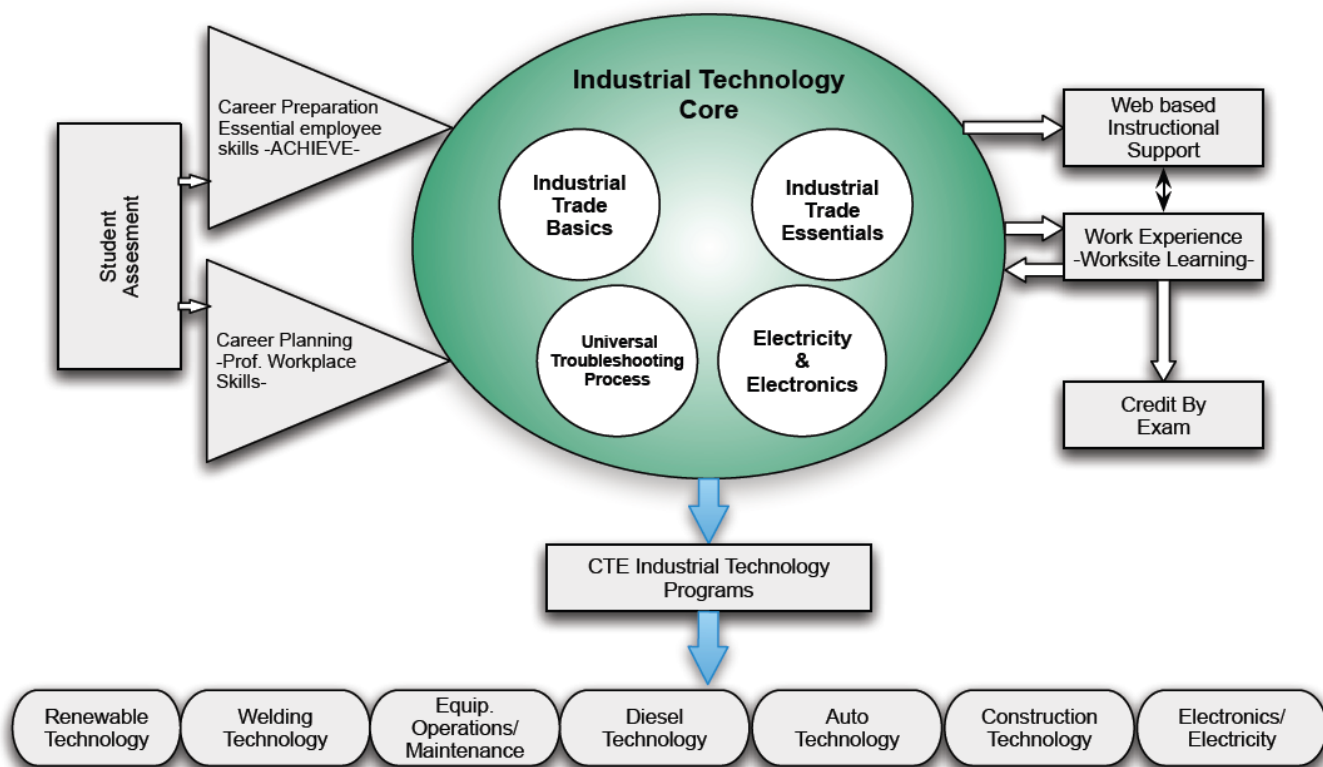 Student
Assesment
Career Preparation
Essential employee
skills -ACHIEVE-
Career Planning
-Prof. Workplace
Skills-
Industrial Technology
Core
Industrial
Trade
Basics
Industrial
Trade
Essentials
Universal
Troubleshooting
Process
Electricity
&
Electronics
Web based
Instructional
Support
Work Experience
-Worksite Learning-
Credit By
Exam
CTE Industrial Technology
Programs
Renewable
Technology
Welding
Technology
Equip.
Operations/
Maintenance
Diesel
Technology
Auto
Technology
Construction
Technology
Electronics/
Electricity